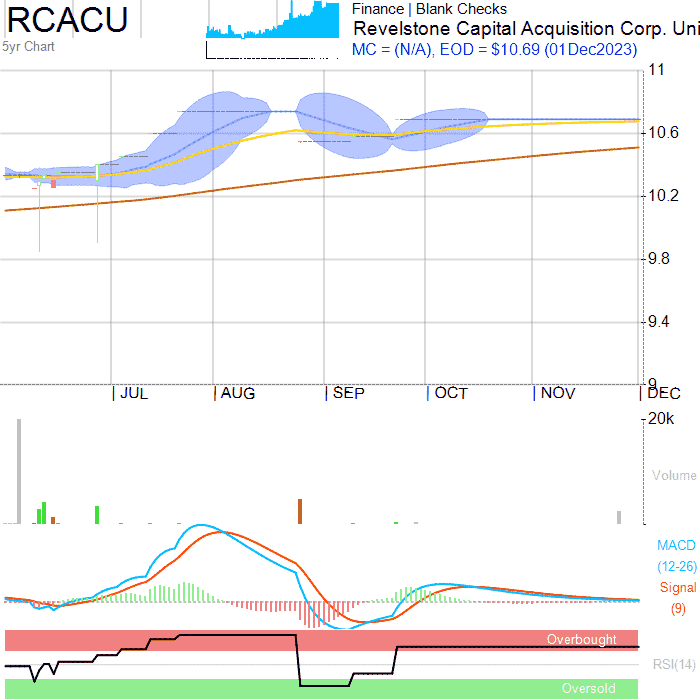 RCACU
5yr Chart
Finance | Blank Checks
Revelstone Capital Acquisition Corp. Uni
MC = (N/A), EOD = $10.69 (01Dec2023)
11
10.6
10.2
9.8
9.4
9
JUL AUG SEP OCT NOV DEC
20k
Volume
MACD
(12-26)
Signal
(9)
Overbought
RSI(14)
Oversold